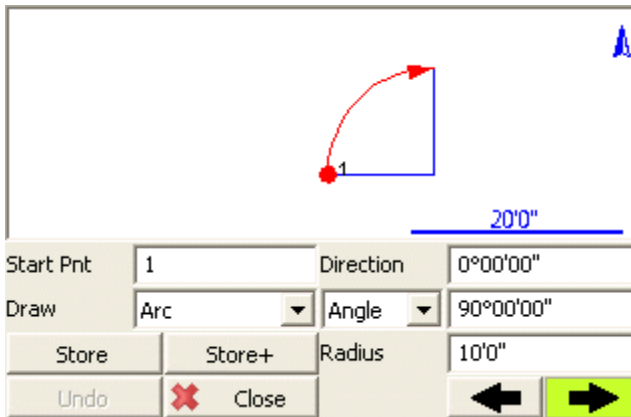 1
20'0"
Start Pnt 1 Direction 0°00'00"
Draw Arc Angle 90°00'00"
Store Store+ Radius 10'0"
Undo Close